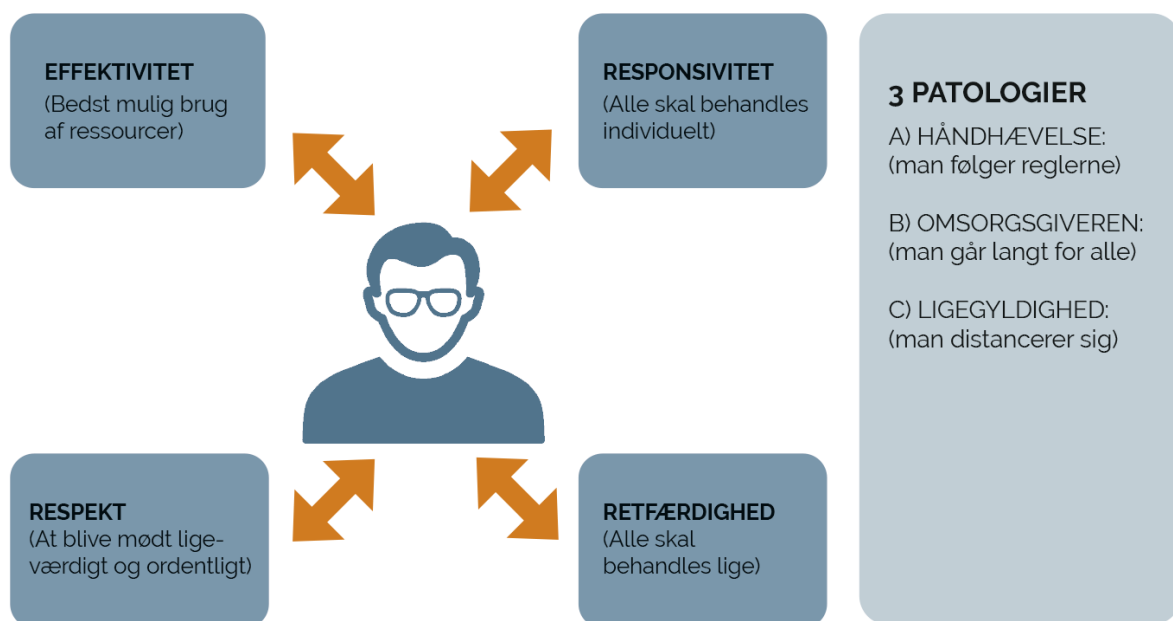 EFFEKTIVITET
(Bedst mulig brug
af ressourcer)
RESPONSIVITET
(Alle skal behandles
individuelt)
RESPEKT
(At blive mødt lige-
værdigt og ordentligt)
RETFÆRDIGHED
(Alle skal
behandles lige)
3 PATOLOGIER
A) HÅNDHÆVELSE:
(man følger reglerne)
B) OMSORGSGIVEREN:
(man går langt for alle)
C) LIGEGYLDIGHED:
(man distancerer sig)